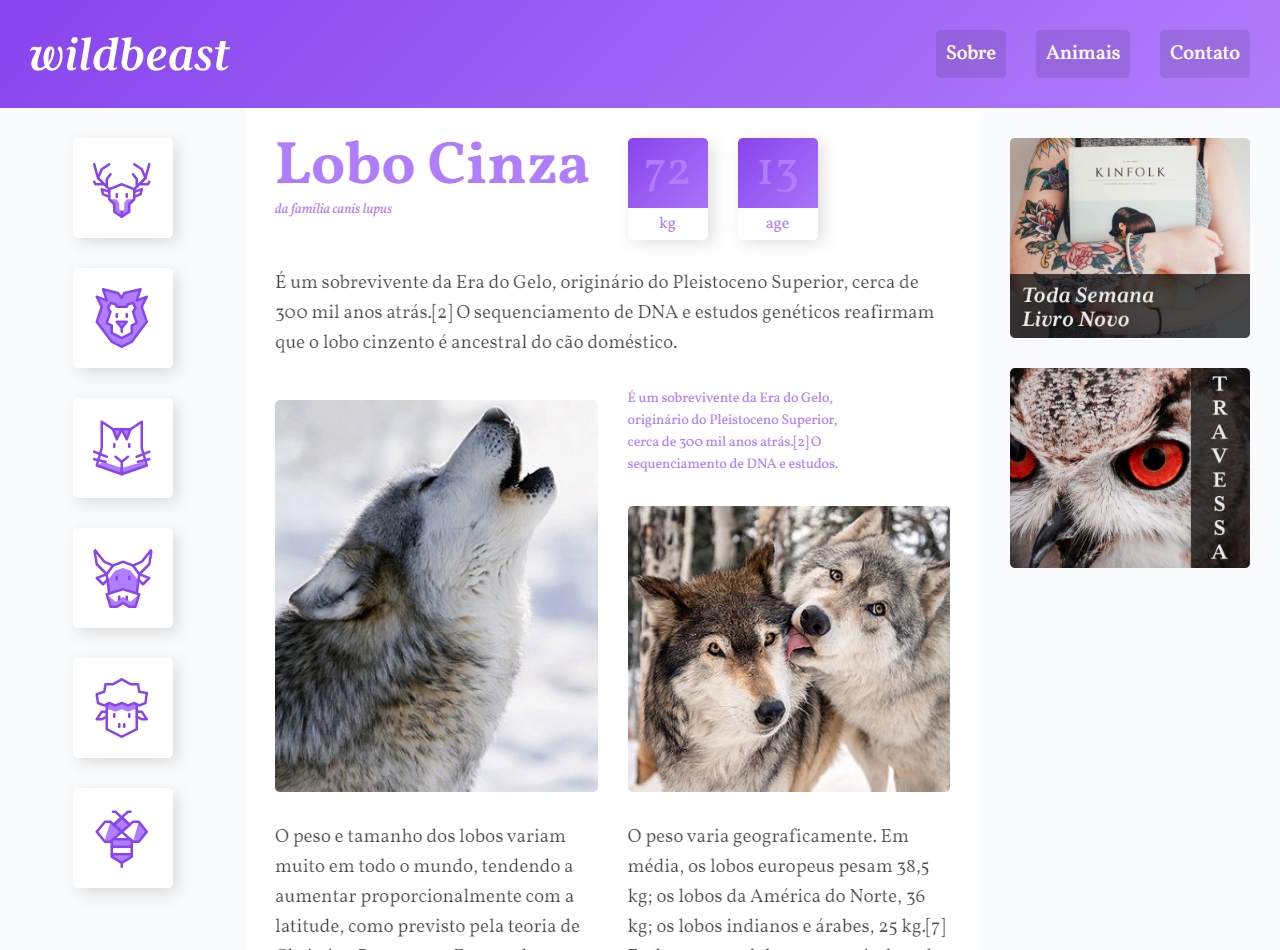 wildbeast
Sobre
Animais
Contato
Lobo Cinza
da família canis lupus
72
kg
13
age
É um sobrevivente da Era do Gelo, originário do Pleistoceno Superior, cerca de
300 mil anos atrás.[2] O sequenciamento de DNA e estudos genéticos reafirmam
que o lobo cinzento é ancestral do cão doméstico.
É um sobrevivente da Era do Gelo,
originário do Pleistoceno Superior,
cerca de 300 mil anos atrás.[2] O
sequenciamento de DNA e estudos.
O peso e tamanho dos lobos variam
muito em todo o mundo, tendendo a
aumentar proporcionalmente com a
latitude, como previsto pela teoria de
O peso varia geograficamente. Em
média, os lobos europeus pesam 38,5
kg; os lobos da América do Norte, 36
kg; os lobos indianos e árabes, 25 kg.[7]
KINFOLK
Toda Semana
Livro Novo
TRAVESSA